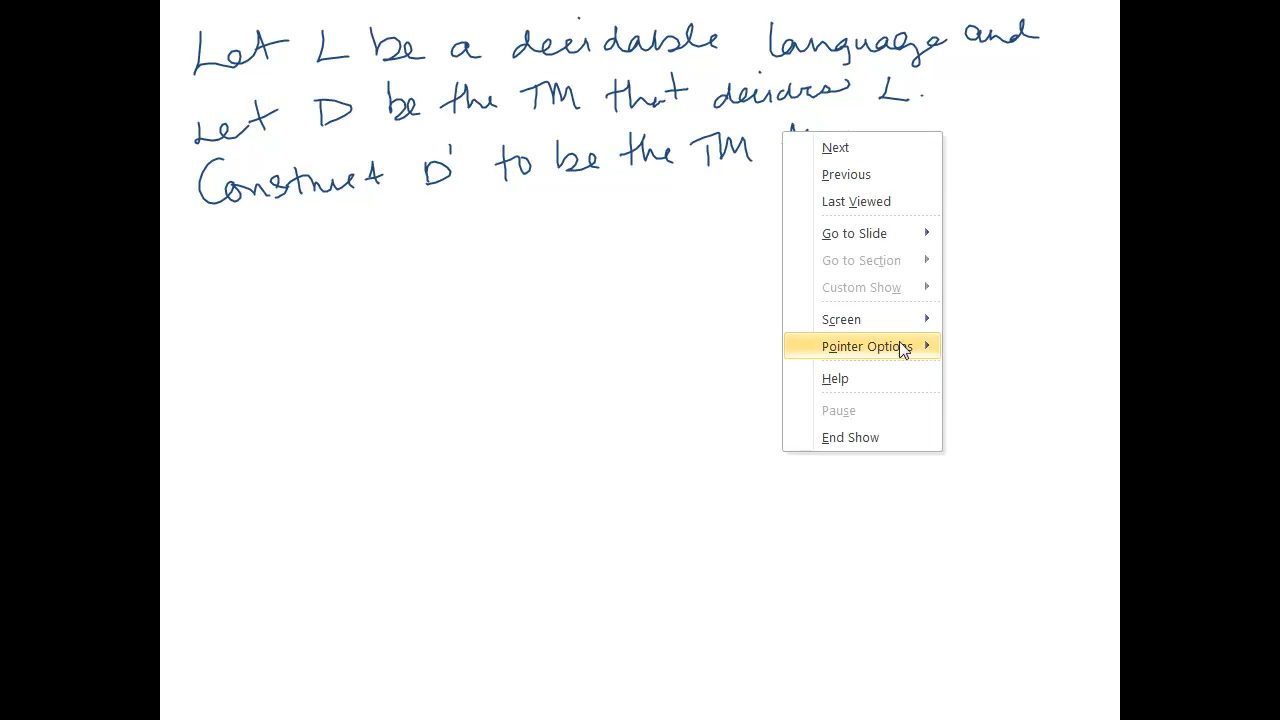 Let L be a decidable language and
Let D be the TM that decides L.
Construct D' to be the TM
Next
Previous
Last Viewed
Go to Slide
Go to Section
Custom Show
Screen
Pointer Options
Help
Pause
End Show